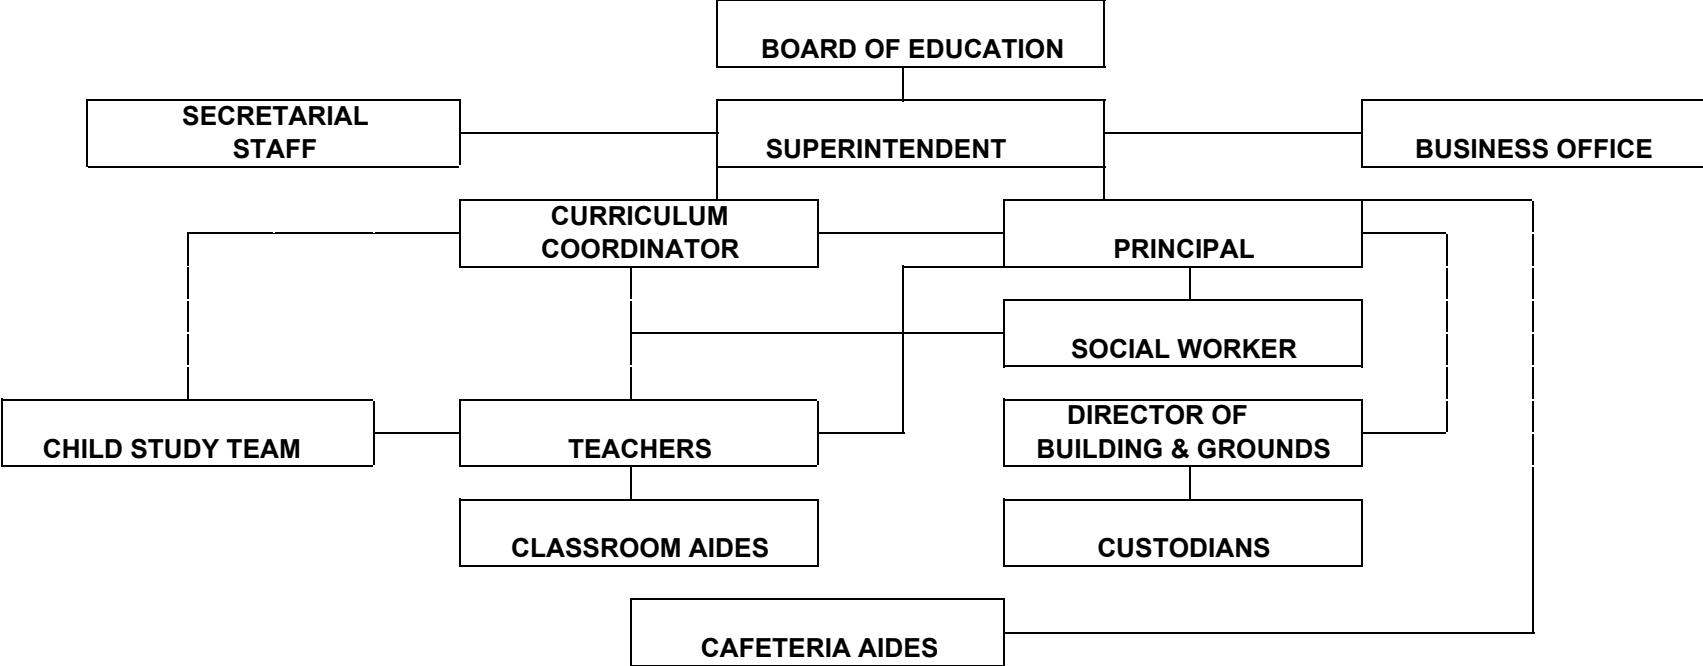 BOARD OF EDUCATION
SECRETARIAL
STAFF
SUPERINTENDENT
BUSINESS OFFICE
CURRICULUM
COORDINATOR
PRINCIPAL
SOCIAL WORKER
CHILD STUDY TEAM
TEACHERS
DIRECTOR OF
BUILDING & GROUNDS
CLASSROOM AIDES
CUSTODIANS
CAFETERIA AIDES